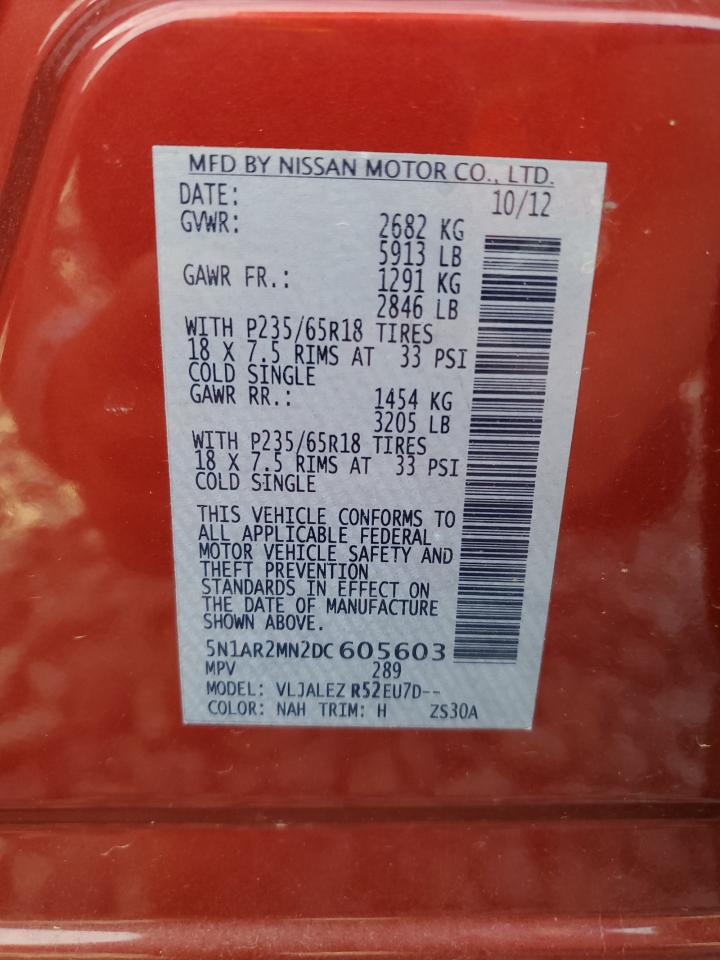 MFD BY NISSAN MOTOR CO., LTD.
DATE: 10/12
GVWR: 2682 KG
5913 LB
GAWR FR.: 1291 KG
2846 LB
WITH P235/65R18 TIRES
18 X 7.5 RIMS AT 33 PSI
COLD SINGLE
GAWR RR.: 1454 KG
3205 LB
WITH P235/65R18 TIRES
18 X 7.5 RIMS AT 33 PSI
COLD SINGLE
THIS VEHICLE CONFORMS TO
ALL APPLICABLE FEDERAL
MOTOR VEHICLE SAFETY AND
THEFT PREVENTION
STANDARDS IN EFFECT ON
THE DATE OF MANUFACTURE
SHOWN ABOVE.
5N1AR2MN2DC605603
MPV 289
MODEL: VLJALEZ R52EU7D--
COLOR: NAH TRIM: H ZS30A